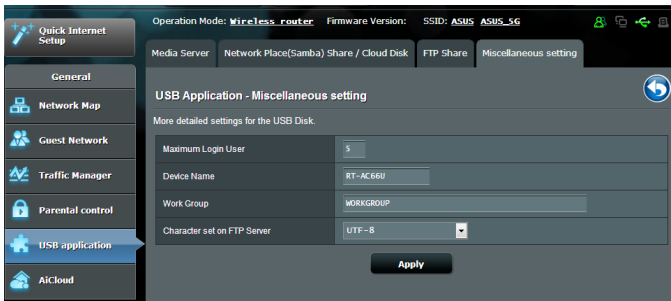 Quick Internet
Setup
Operation Mode: Wireless router Firmware Version: SSID: ASUS ASUS_5G
Media Server
Network Place(Samba) Share / Cloud Disk
FTP Share
Miscellaneous setting
General
Network Map
Guest Network
Traffic Manager
Parental control
USB application
AiCloud
USB Application - Miscellaneous setting
More detailed settings for the USB Disk.
Maximum Login User 5
Device Name RT-AC66U
Work Group WORKGROUP
Character set on FTP Server UTF-8
Apply